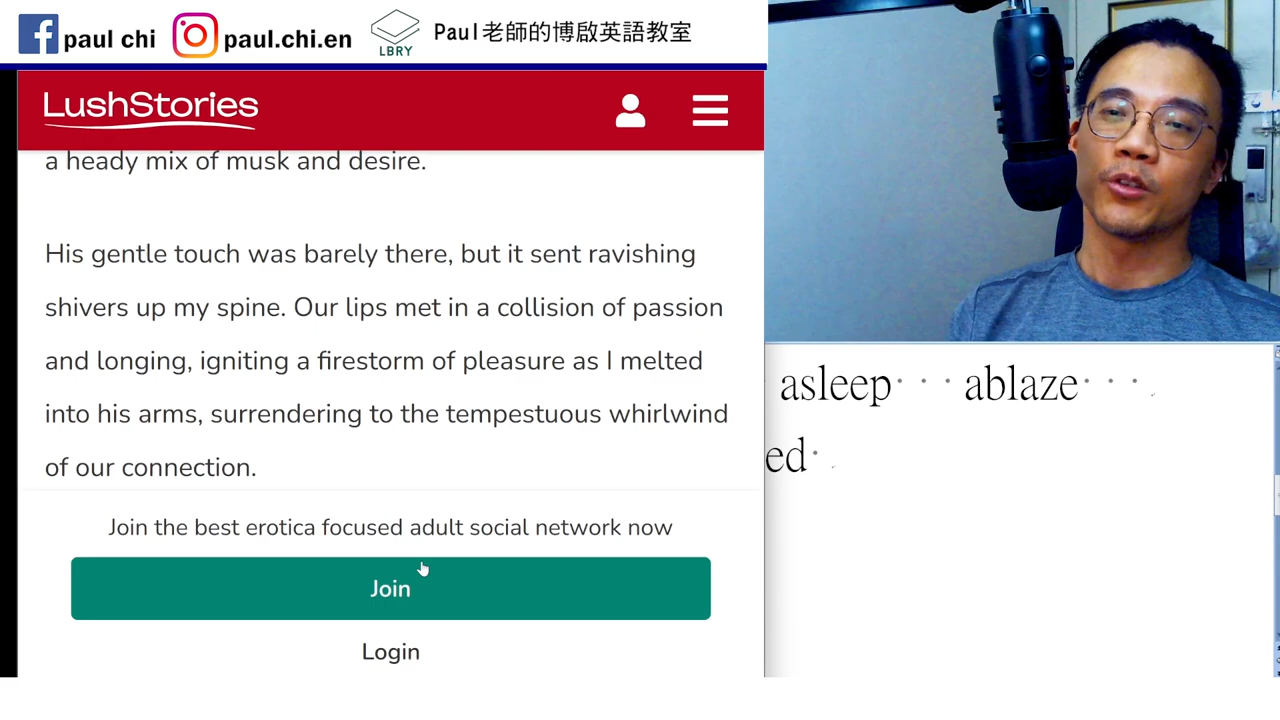 paul chi
paul.chi.en
LBRY
Paul老師的博啟英語教室
LushStories
a heady mix of musk and desire.
His gentle touch was barely there, but it sent ravishing
shivers up my spine. Our lips met in a collision of passion
and longing, igniting a firestorm of pleasure as I melted
into his arms, surrendering to the tempestuous whirlwind
of our connection.
Join the best erotica focused adult social network now
Join
Login
asleep ablaze
ed